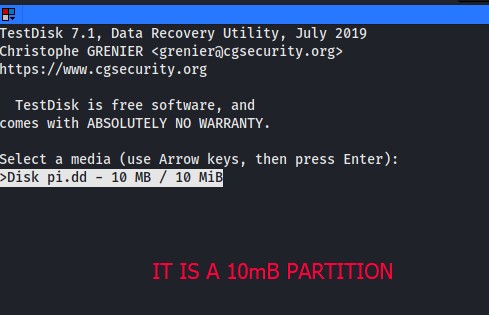 TestDisk 7.1, Data Recovery Utility, July 2019
Christophe GRENIER <grenier@cgsecurity.org>
https://www.cgsecurity.org
TestDisk is free software, and
comes with ABSOLUTELY NO WARRANTY.
Select a media (use Arrow keys, then press Enter):
>Disk pi.dd - 10 MB / 10 MiB
IT IS A 10mB PARTITION